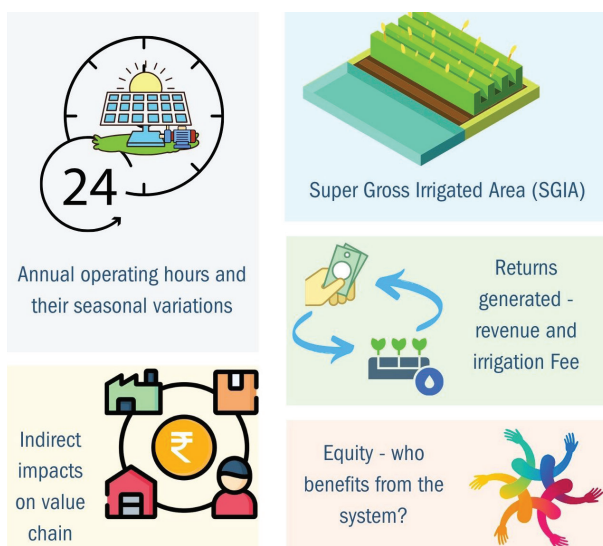 24
Annual operating hours and
their seasonal variations
Super Gross Irrigated Area (SGIA)
Returns
generated -
revenue and
irrigation Fee
Indirect
impacts
on value
chain
₹
Equity - who
benefits from the
system?